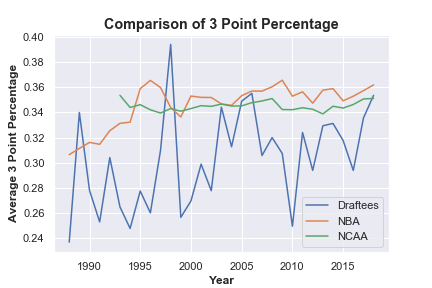 Comparison of 3 Point Percentage
Average 3 Point Percentage
0.40
0.38
0.36
0.34
0.32
0.30
0.28
0.26
0.24
Draftees
NBA
NCAA
1990 1995 2000 2005 2010 2015
Year